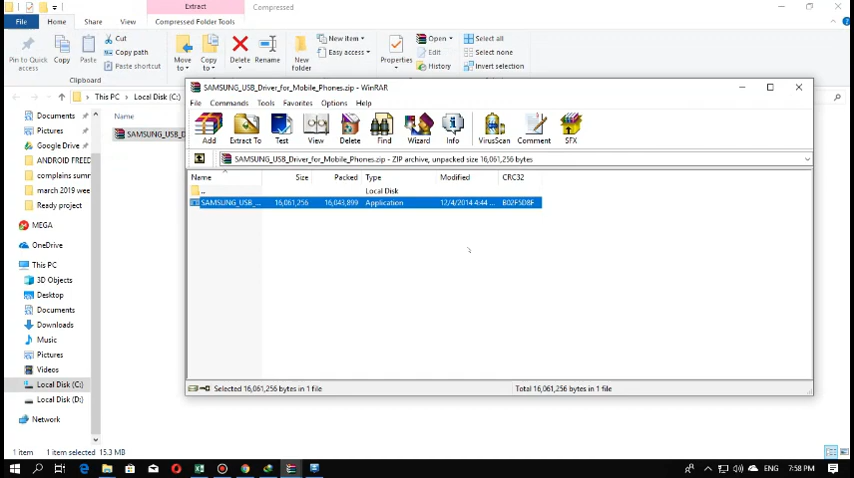 Extract
Compressed
File
Home
Share
View
Compressed Folder Tools
Pin to Quick access
Copy
Paste
Cut
Copy path
Paste shortcut
Clipboard
Move to
Copy to
Delete
Rename
New folder
New item
Easy access
Properties
Open
Edit
History
Select all
Select none
Invert selection
This PC
Local Disk (C:)
Documents
Pictures
Google Drive
ANDROID FREED
complains sum
march 2019 wee
Ready project
MEGA
OneDrive
This PC
3D Objects
Desktop
Documents
Downloads
Music
Pictures
Videos
Local Disk (C:)
Local Disk (D:)
Network
Name
SAMSUNG_USB_D
SAMSUNG_USB_Driver_for_Mobile_Phones.zip - WinRAR
File Commands Tools Favorites Options Help
Add Extract To Test View Delete Find Wizard Info VirusScan Comment SFX
SAMSUNG_USB_Driver_for_Mobile_Phones.zip - ZIP archive, unpacked size 16,061,256 bytes
Name Size Packed Type Modified CRC32
.. Local Disk
SAMSUNG_USB_... 16,061,256 16,043,899 Application 12/4/2014 4:44 ... B02F5D8F
Selected 16,061,256 bytes in 1 file
Total 16,061,256 bytes in 1 file
1 item 1 item selected 15.3 MB
ENG 7:58 PM